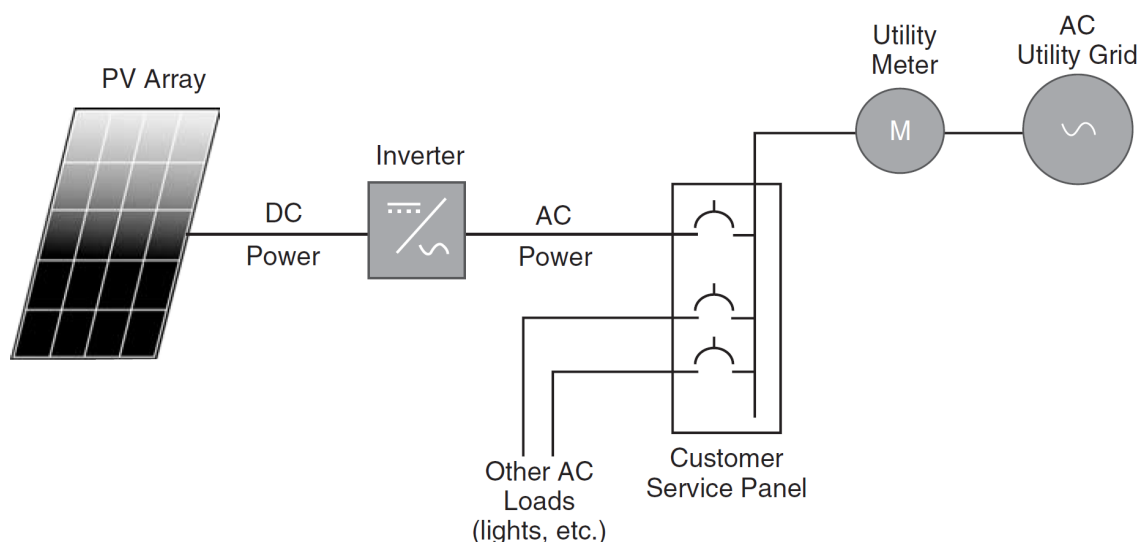 PV Array
DC
Power
Inverter
AC
Power
Utility
Meter
M
AC
Utility Grid
Other AC
Loads
(lights, etc.)
Customer
Service Panel